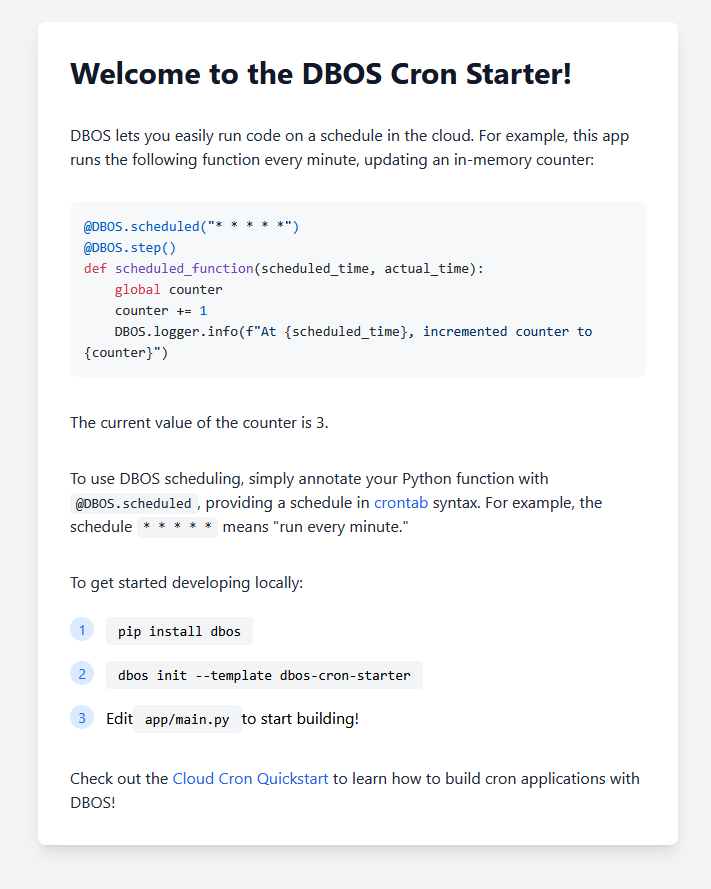 Welcome to the DBOS Cron Starter!
DBOS lets you easily run code on a schedule in the cloud. For example, this app
runs the following function every minute, updating an in-memory counter:
@DBOS.scheduled("* * * * *")
@DBOS.step()
def scheduled_function(scheduled_time, actual_time):
    global counter
    counter += 1
    DBOS.logger.info(f"At {scheduled_time}, incremented counter to
{counter}")
The current value of the counter is 3.
To use DBOS scheduling, simply annotate your Python function with
@DBOS.scheduled , providing a schedule in crontab syntax. For example, the
schedule * * * * * means "run every minute."
To get started developing locally:
1 pip install dbos
2 dbos init --template dbos-cron-starter
3 Edit app/main.py to start building!
Check out the Cloud Cron Quickstart to learn how to build cron applications with
DBOS!